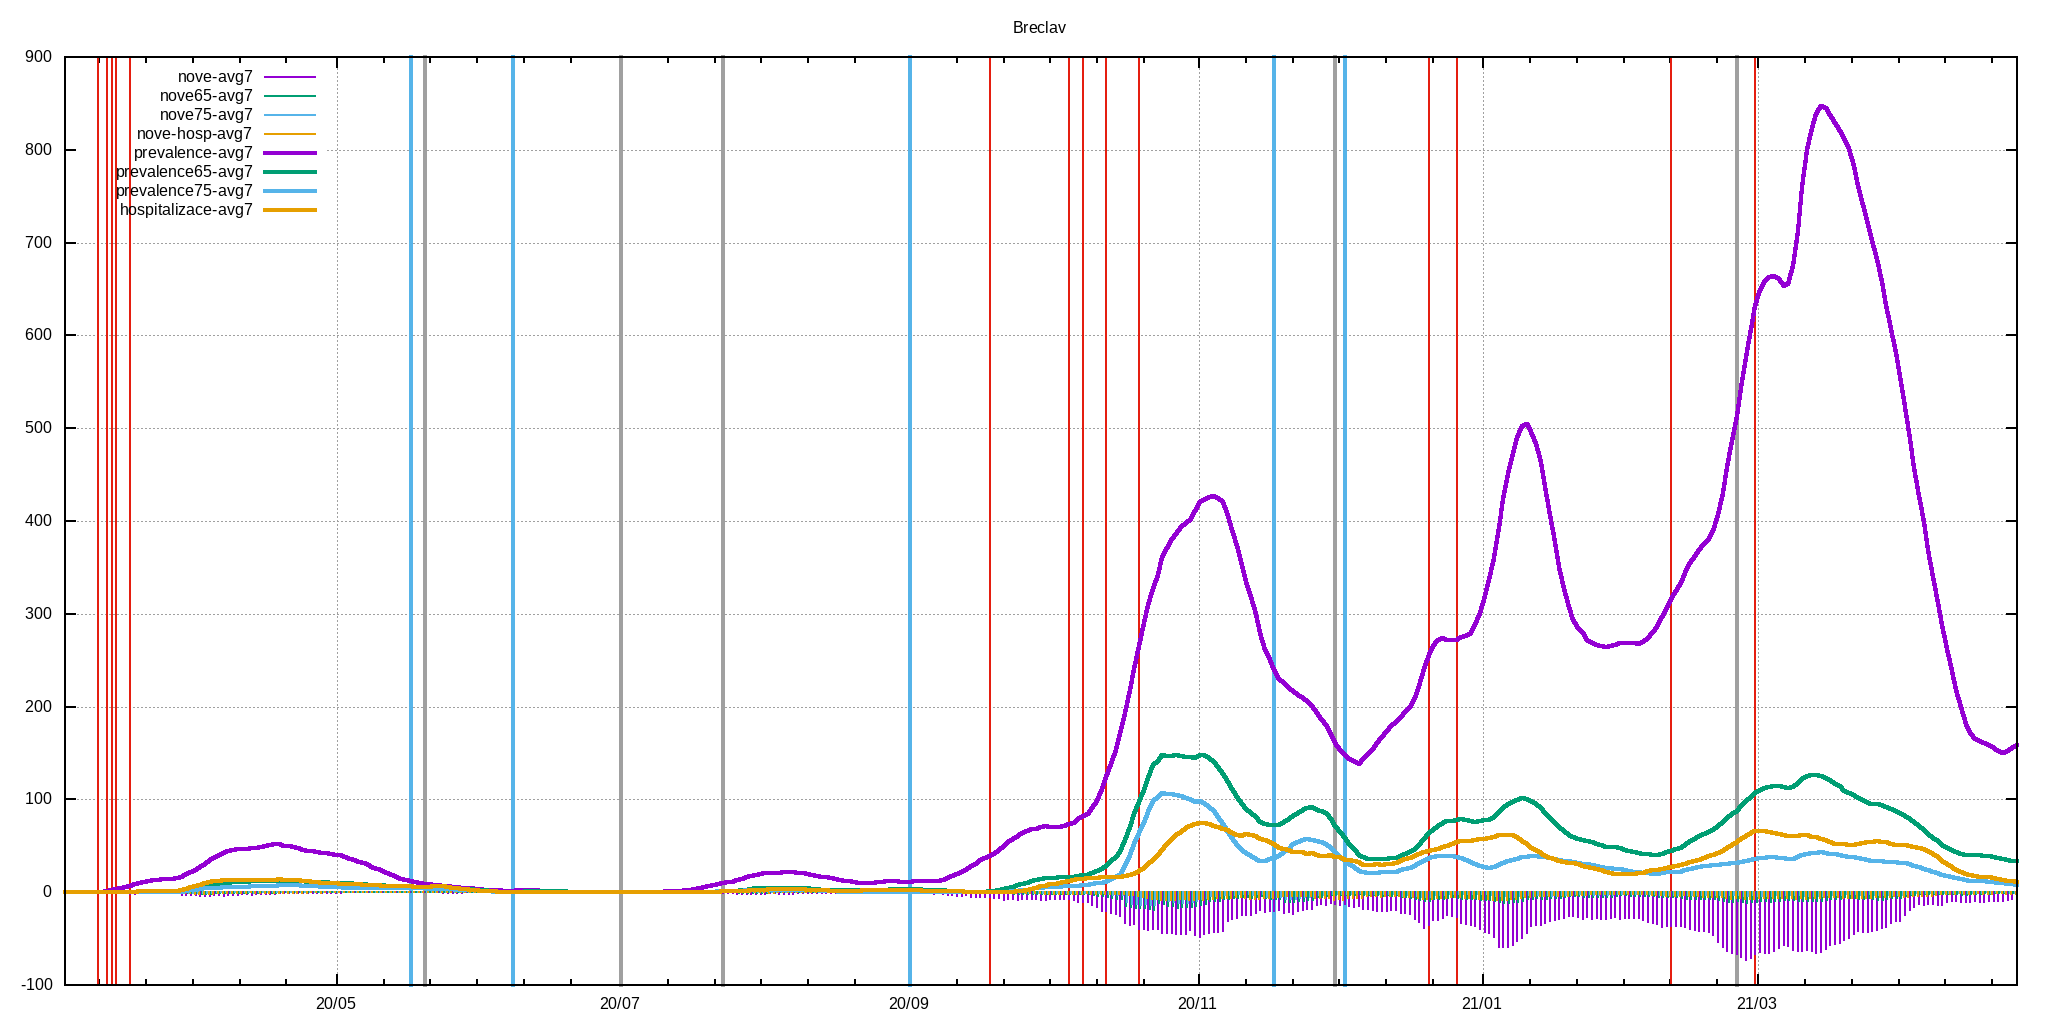 Breclav
900
800
700
600
500
400
300
200
100
0
-100
nove-avg7
nove65-avg7
nove75-avg7
nove-hosp-avg7
prevalence-avg7
prevalence65-avg7
prevalence75-avg7
hospitalizace-avg7
20/05 20/07 20/09 20/11 21/01 21/03